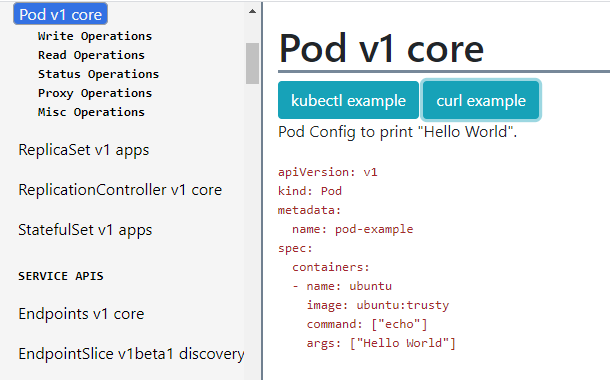 Pod v1 core
Write Operations
Read Operations
Status Operations
Proxy Operations
Misc Operations
ReplicaSet v1 apps
ReplicationController v1 core
StatefulSet v1 apps
SERVICE APIS
Endpoints v1 core
EndpointSlice v1beta1 discovery
Pod v1 core
kubectl example curl example
Pod Config to print "Hello World".
apiVersion: v1
kind: Pod
metadata:
  name: pod-example
spec:
  containers:
  - name: ubuntu
    image: ubuntu:trusty
    command: ["echo"]
    args: ["Hello World"]